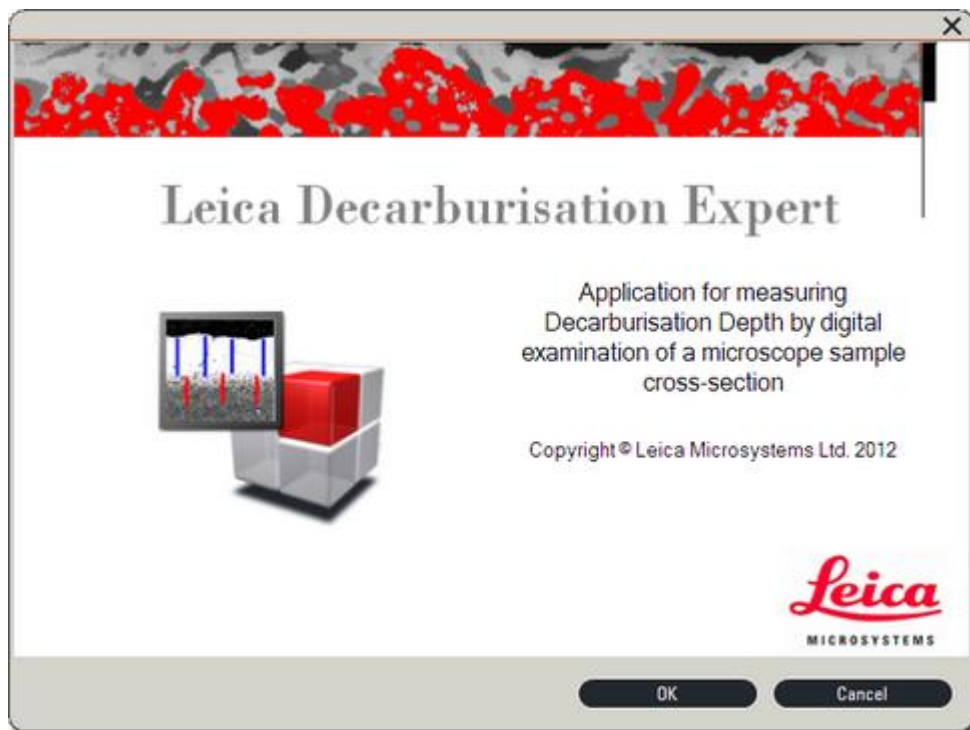 Leica Decarburisation Expert
Application for measuring
Decarburisation Depth by digital
examination of a microscope sample
cross-section
Copyright © Leica Microsystems Ltd. 2012
Leica
MICROSYSTEMS
OK Cancel